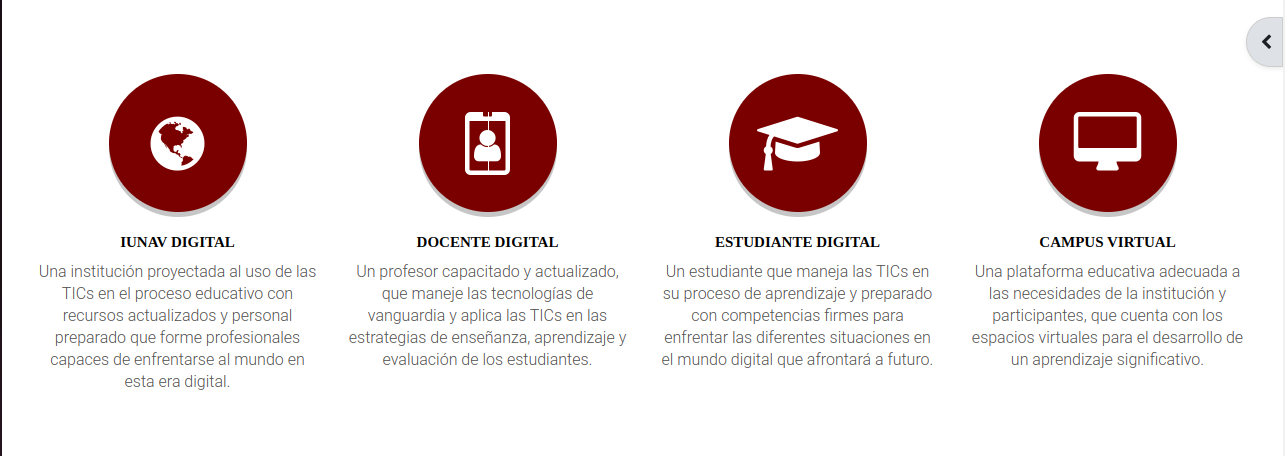 IUNAV DIGITAL
Una institución proyectada al uso de las
TICs en el proceso educativo con
recursos actualizados y personal
preparado que forme profesionales
capaces de enfrentarse al mundo en
esta era digital.
DOCENTE DIGITAL
Un profesor capacitado y actualizado,
que maneje las tecnologías de
vanguardia y aplica las TICs en las
estrategias de enseñanza, aprendizaje y
evaluación de los estudiantes.
ESTUDIANTE DIGITAL
Un estudiante que maneja las TICs en
su proceso de aprendizaje y preparado
con competencias firmes para
enfrentar las diferentes situaciones en
el mundo digital que afrontará a futuro.
CAMPUS VIRTUAL
Una plataforma educativa adecuada a
las necesidades de la institución y
participantes, que cuenta con los
espacios virtuales para el desarrollo de
un aprendizaje significativo.